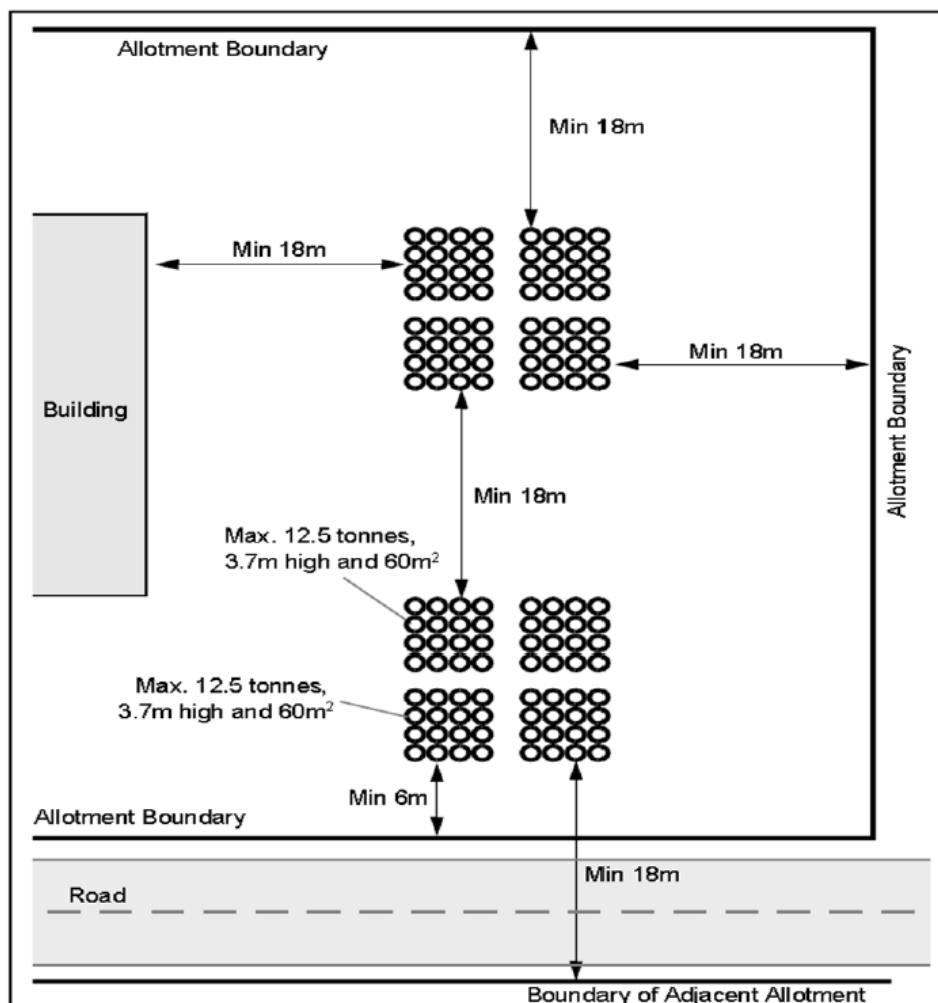 Allotment Boundary
Min 18m
Min 18m
Min 18m
Building
Allotment Boundary
Min 18m
Max. 12.5 tonnes,
3.7m high and 60m²
Max. 12.5 tonnes,
3.7m high and 60m²
Min 6m
Allotment Boundary
Min 18m
Road
Boundary of Adjacent Allotment